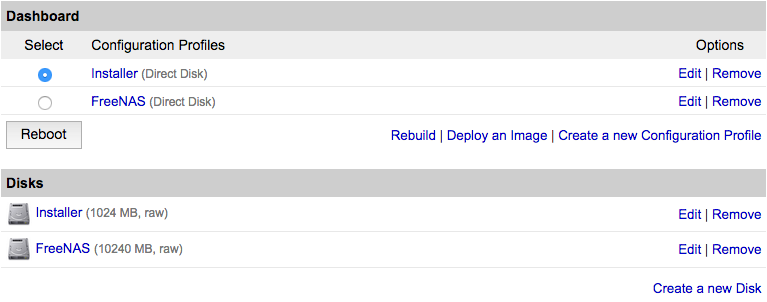 Dashboard
Select Configuration Profiles Options
Installer (Direct Disk) Edit | Remove
FreeNAS (Direct Disk) Edit | Remove
Reboot Rebuild | Deploy an Image | Create a new Configuration Profile
Disks
Installer (1024 MB, raw) Edit | Remove
FreeNAS (10240 MB, raw) Edit | Remove
Create a new Disk